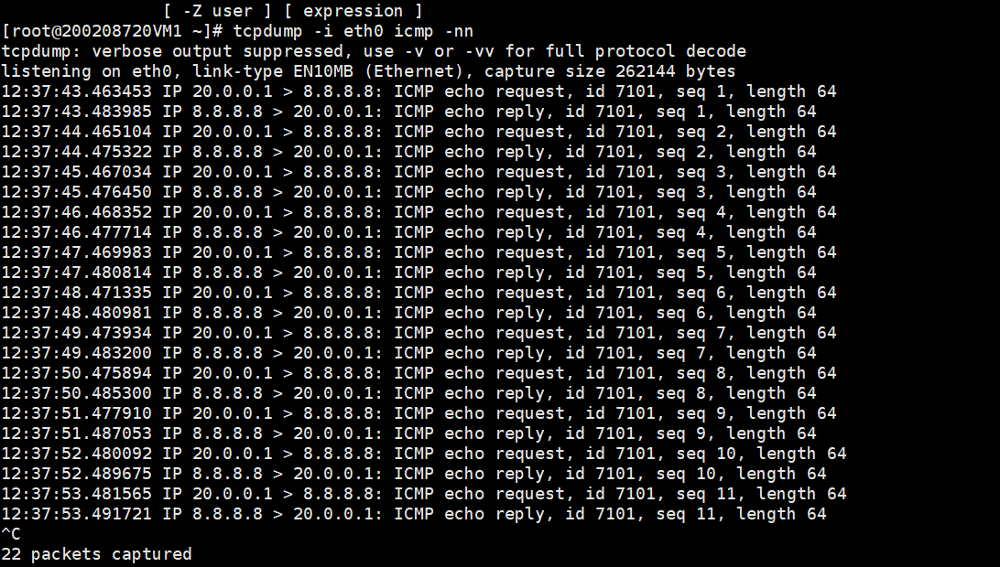 [ -Z user ] [ expression ]
[root@200208720VM1 ~]# tcpdump -i eth0 icmp -nn
tcpdump: verbose output suppressed, use -v or -vv for full protocol decode
listening on eth0, link-type EN10MB (Ethernet), capture size 262144 bytes
12:37:43.463453 IP 20.0.0.1 > 8.8.8.8: ICMP echo request, id 7101, seq 1, length 64
12:37:43.483985 IP 8.8.8.8 > 20.0.0.1: ICMP echo reply, id 7101, seq 1, length 64
12:37:44.465104 IP 20.0.0.1 > 8.8.8.8: ICMP echo request, id 7101, seq 2, length 64
12:37:44.475322 IP 8.8.8.8 > 20.0.0.1: ICMP echo reply, id 7101, seq 2, length 64
12:37:45.467034 IP 20.0.0.1 > 8.8.8.8: ICMP echo request, id 7101, seq 3, length 64
12:37:45.476450 IP 8.8.8.8 > 20.0.0.1: ICMP echo reply, id 7101, seq 3, length 64
12:37:46.468352 IP 20.0.0.1 > 8.8.8.8: ICMP echo request, id 7101, seq 4, length 64
12:37:46.477714 IP 8.8.8.8 > 20.0.0.1: ICMP echo reply, id 7101, seq 4, length 64
12:37:47.469983 IP 20.0.0.1 > 8.8.8.8: ICMP echo request, id 7101, seq 5, length 64
12:37:47.480814 IP 8.8.8.8 > 20.0.0.1: ICMP echo reply, id 7101, seq 5, length 64
12:37:48.471335 IP 20.0.0.1 > 8.8.8.8: ICMP echo request, id 7101, seq 6, length 64
12:37:48.480981 IP 8.8.8.8 > 20.0.0.1: ICMP echo reply, id 7101, seq 6, length 64
12:37:49.473934 IP 20.0.0.1 > 8.8.8.8: ICMP echo request, id 7101, seq 7, length 64
12:37:49.483200 IP 8.8.8.8 > 20.0.0.1: ICMP echo reply, id 7101, seq 7, length 64
12:37:50.475894 IP 20.0.0.1 > 8.8.8.8: ICMP echo request, id 7101, seq 8, length 64
12:37:50.485300 IP 8.8.8.8 > 20.0.0.1: ICMP echo reply, id 7101, seq 8, length 64
12:37:51.477910 IP 20.0.0.1 > 8.8.8.8: ICMP echo request, id 7101, seq 9, length 64
12:37:51.487053 IP 8.8.8.8 > 20.0.0.1: ICMP echo reply, id 7101, seq 9, length 64
12:37:52.480092 IP 20.0.0.1 > 8.8.8.8: ICMP echo request, id 7101, seq 10, length 64
12:37:52.489675 IP 8.8.8.8 > 20.0.0.1: ICMP echo reply, id 7101, seq 10, length 64
12:37:53.481565 IP 20.0.0.1 > 8.8.8.8: ICMP echo request, id 7101, seq 11, length 64
12:37:53.491721 IP 8.8.8.8 > 20.0.0.1: ICMP echo reply, id 7101, seq 11, length 64
^C
22 packets captured